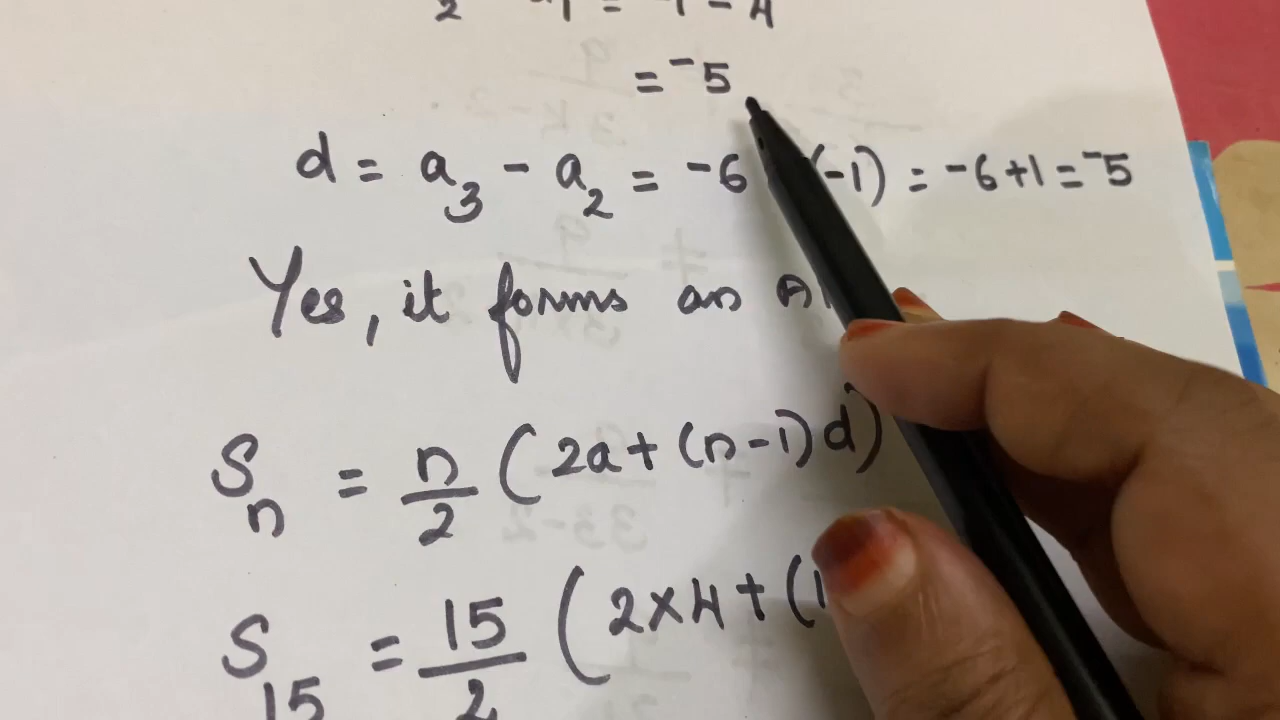 = -5
d = a3 - a2 = -6 (-1) = -6+1 = -5
Yes, it forms an
Sn = n/2 (2a+(n-1)d)
S15 = 15/2 (2×4+(1